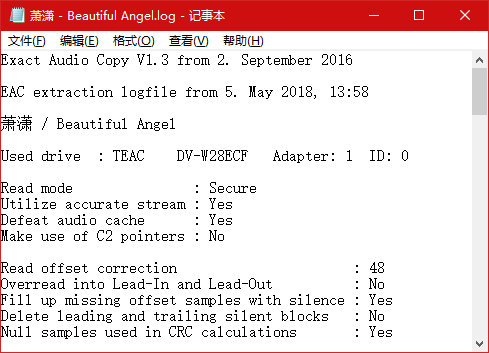 萧潇 - Beautiful Angel.log - 记事本
文件(F) 编辑(E) 格式(O) 查看(V) 帮助(H)
Exact Audio Copy V1.3 from 2. September 2016
EAC extraction logfile from 5. May 2018, 13:58
萧潇 / Beautiful Angel
Used drive  : TEAC    DV-W28ECF   Adapter: 1  ID: 0
Read mode               : Secure
Utilize accurate stream : Yes
Defeat audio cache      : Yes
Make use of C2 pointers : No
Read offset correction                      : 48
Overread into Lead-In and Lead-Out          : No
Fill up missing offset samples with silence : Yes
Delete leading and trailing silent blocks   : No
Null samples used in CRC calculations       : Yes